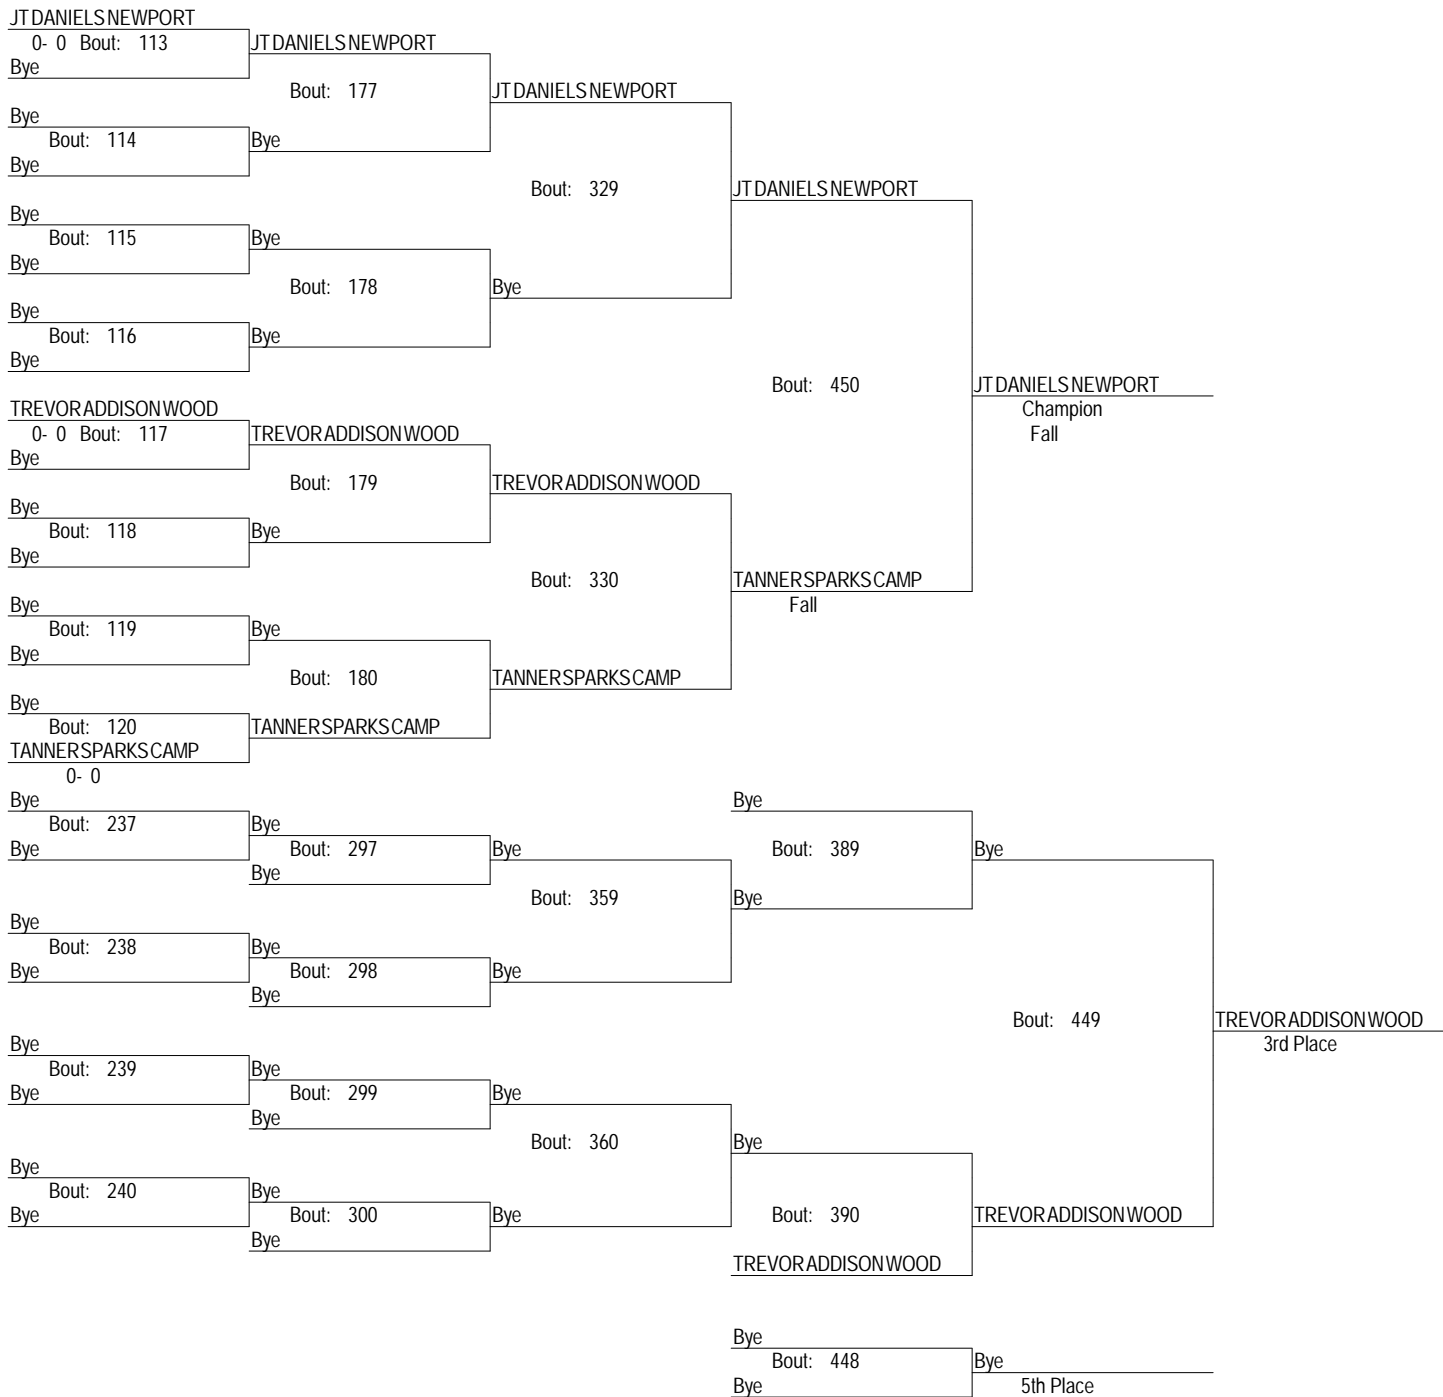 JT DANIELS NEWPORT
0- 0 Bout: 113 JT DANIELS NEWPORT
Bye
Bout: 177 JT DANIELS NEWPORT
Bye
Bout: 114 Bye
Bye
Bout: 329 JT DANIELS NEWPORT
Bye
Bout: 115 Bye
Bye
Bout: 178 Bye
Bye
Bout: 116 Bye
Bye
Bout: 450 JT DANIELS NEWPORT
TREVOR ADDISON WOOD Champion
0- 0 Bout: 117 TREVOR ADDISON WOOD Fall
Bye
Bout: 179 TREVOR ADDISON WOOD
Bye
Bout: 118 Bye
Bye
Bout: 330 TANNER SPARKS CAMP
Fall
Bye
Bout: 119 Bye
Bye
Bout: 180 TANNER SPARKS CAMP
Bye
Bout: 120 TANNER SPARKS CAMP
TANNER SPARKS CAMP
0- 0
Bye Bye
Bout: 237 Bye
Bye Bout: 297 Bye Bout: 389 Bye
Bye
Bout: 359 Bye
Bye
Bout: 238 Bye
Bye Bout: 298 Bye
Bye
Bout: 449 TREVOR ADDISON WOOD
3rd Place
Bye
Bout: 239 Bye
Bye Bout: 299 Bye
Bye
Bout: 360 Bye
Bye
Bout: 240 Bye
Bye Bout: 300 Bye Bout: 390 TREVOR ADDISON WOOD
Bye
TREVOR ADDISON WOOD
Bye
Bout: 448 Bye
Bye 5th Place